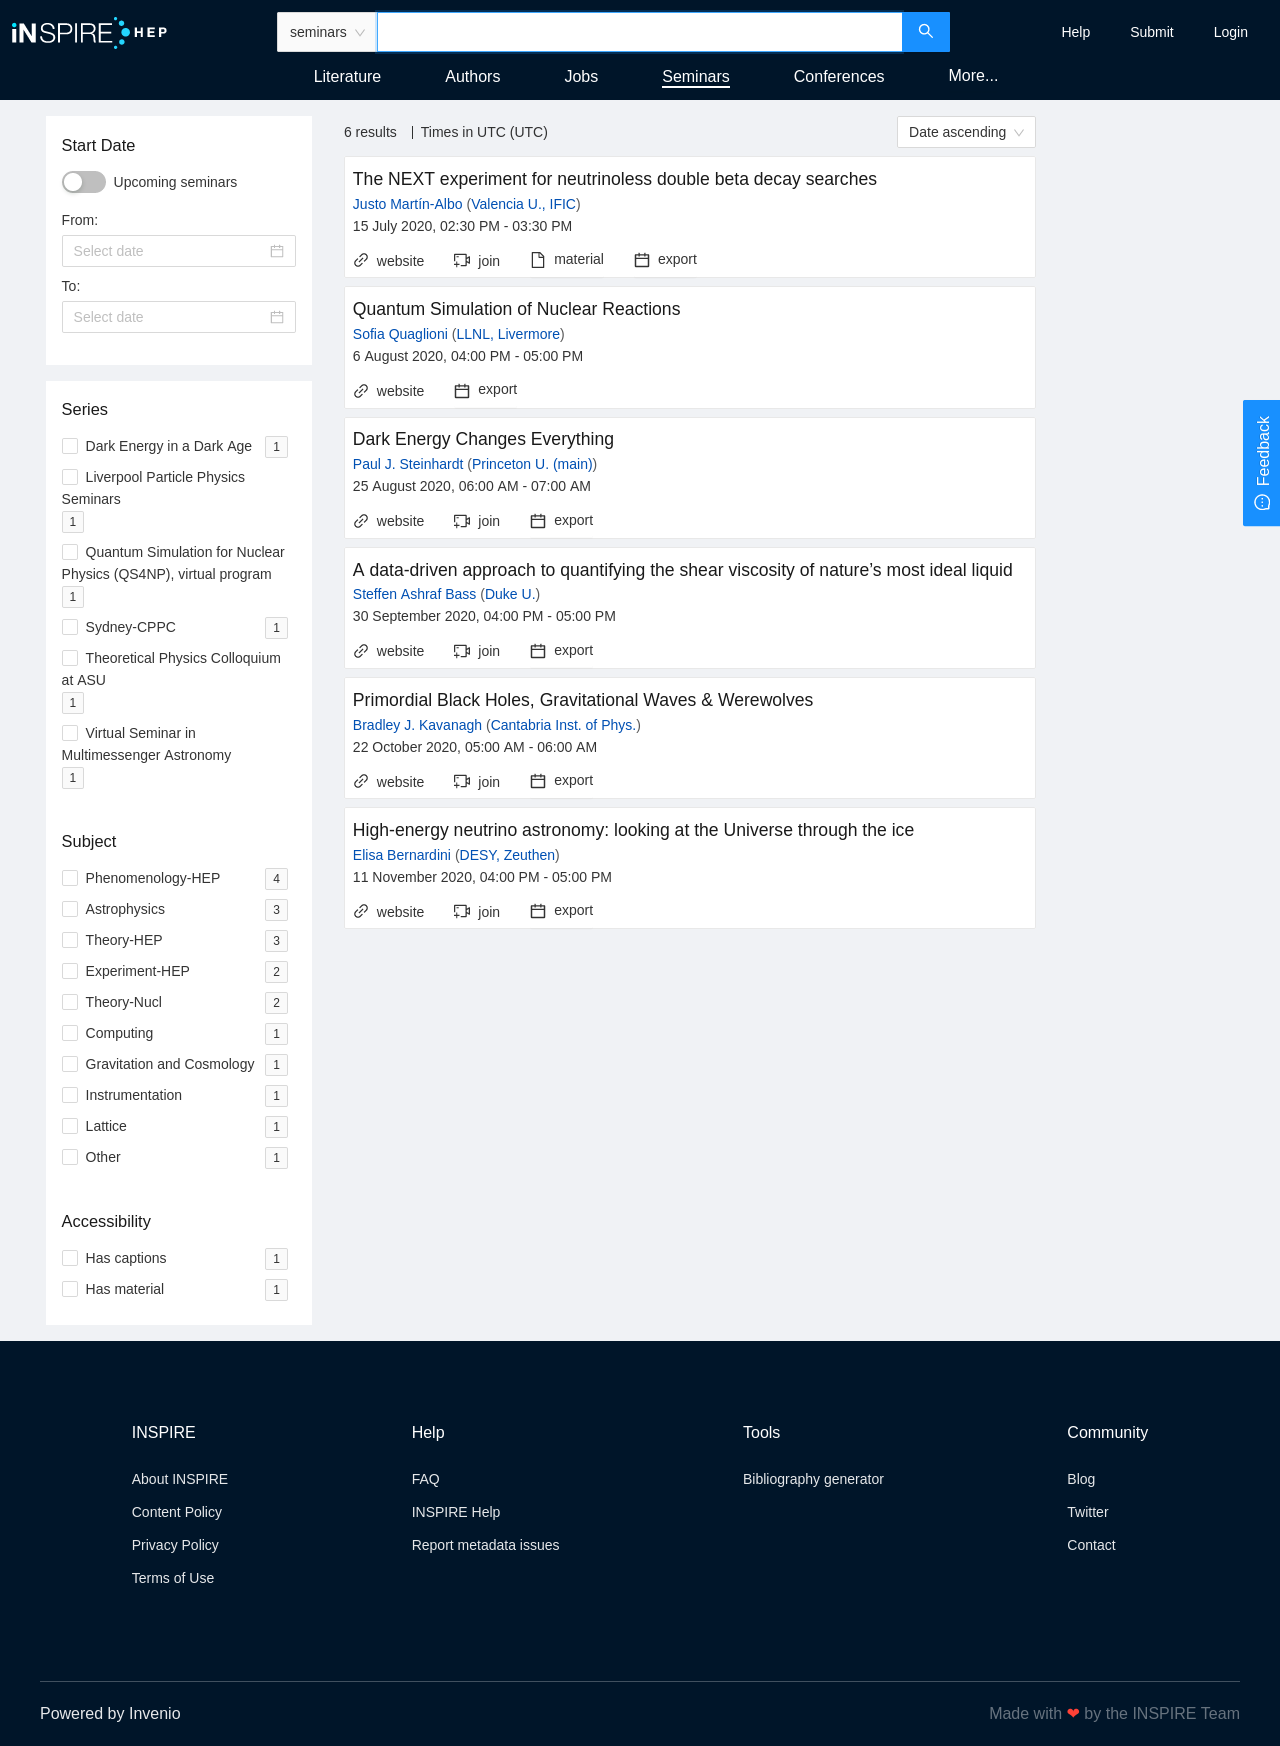 iNSPIRE HEP
seminars
Help
Submit
Login
Literature
Authors
Jobs
Seminars
Conferences
More...
Start Date
Upcoming seminars
From:
Select date
To:
Select date
Series
Dark Energy in a Dark Age 1
Liverpool Particle Physics
Seminars
1
Quantum Simulation for Nuclear
Physics (QS4NP), virtual program
1
Sydney-CPPC 1
Theoretical Physics Colloquium
at ASU
1
Virtual Seminar in
Multimessenger Astronomy
1
Subject
Phenomenology-HEP 4
Astrophysics 3
Theory-HEP 3
Experiment-HEP 2
Theory-Nucl 2
Computing 1
Gravitation and Cosmology 1
Instrumentation 1
Lattice 1
Other 1
Accessibility
Has captions 1
Has material 1
6 results | Times in UTC (UTC)
Date ascending
The NEXT experiment for neutrinoless double beta decay searches
Justo Martín-Albo (Valencia U., IFIC)
15 July 2020, 02:30 PM - 03:30 PM
website join material export
Quantum Simulation of Nuclear Reactions
Sofia Quaglioni (LLNL, Livermore)
6 August 2020, 04:00 PM - 05:00 PM
website export
Dark Energy Changes Everything
Paul J. Steinhardt (Princeton U. (main))
25 August 2020, 06:00 AM - 07:00 AM
website join export
A data-driven approach to quantifying the shear viscosity of nature’s most ideal liquid
Steffen Ashraf Bass (Duke U.)
30 September 2020, 04:00 PM - 05:00 PM
website join export
Primordial Black Holes, Gravitational Waves & Werewolves
Bradley J. Kavanagh (Cantabria Inst. of Phys.)
22 October 2020, 05:00 AM - 06:00 AM
website join export
High-energy neutrino astronomy: looking at the Universe through the ice
Elisa Bernardini (DESY, Zeuthen)
11 November 2020, 04:00 PM - 05:00 PM
website join export
Feedback
INSPIRE
About INSPIRE
Content Policy
Privacy Policy
Terms of Use
Help
FAQ
INSPIRE Help
Report metadata issues
Tools
Bibliography generator
Community
Blog
Twitter
Contact
Powered by Invenio
Made with ❤ by the INSPIRE Team